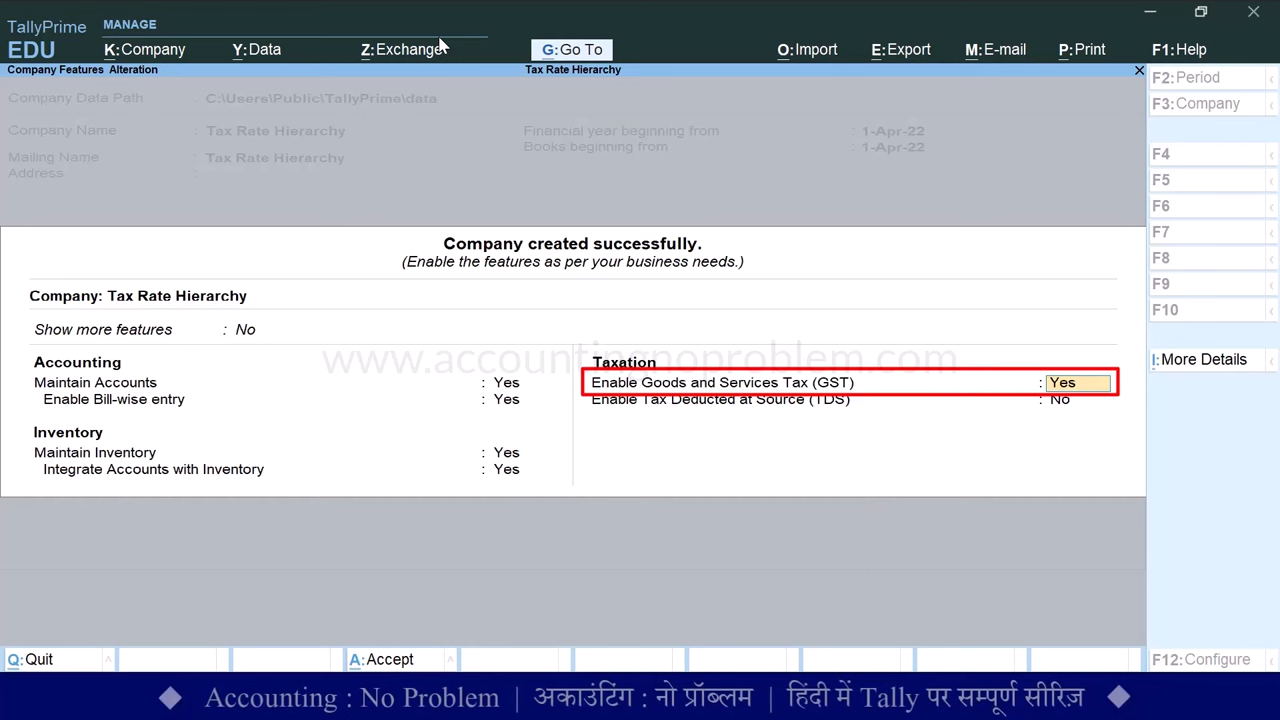 TallyPrime
EDU
MANAGE
K:Company
Y:Data
Z:Exchange
G:Go To
O:Import
E:Export
M:E-mail
P:Print
F1:Help
Company Features Alteration
Tax Rate Hierarchy
Company Data Path : C:\Users\Public\TallyPrime\data
Company Name : Tax Rate Hierarchy
Financial year beginning from : 1-Apr-22
Books beginning from : 1-Apr-22
Mailing Name : Tax Rate Hierarchy
Address :
Company created successfully.
(Enable the features as per your business needs.)
Company: Tax Rate Hierarchy
Show more features : No
www.accountingnoproblem.com
Accounting
Maintain Accounts : Yes
Enable Bill-wise entry : Yes
Inventory
Maintain Inventory : Yes
Integrate Accounts with Inventory : Yes
Taxation
Enable Goods and Services Tax (GST) : Yes
Enable Tax Deducted at Source (TDS) : No
F2:Period
F3:Company
F4
F5
F6
F7
F8
F9
F10
I:More Details
Q:Quit
A:Accept
F12:Configure
Accounting : No Problem | अकाउंटिंग : नो प्रॉब्लम | हिंदी में Tally पर सम्पूर्ण सीरिज़